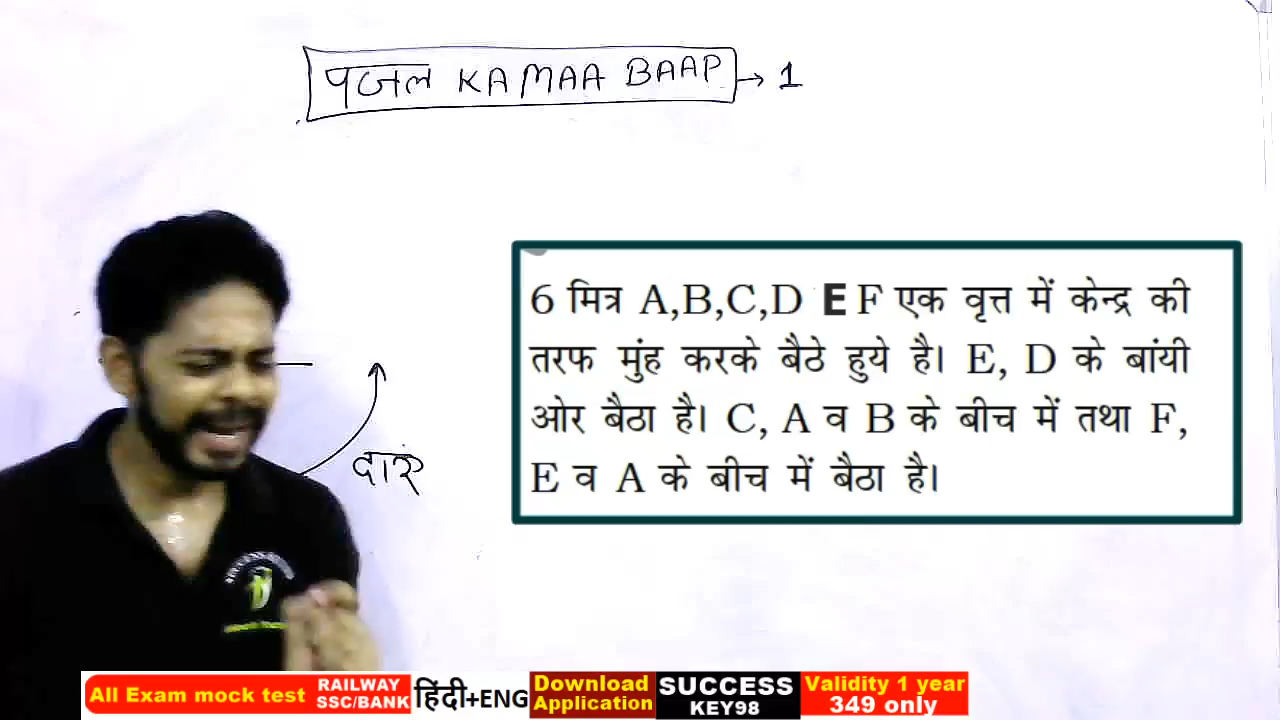 पजल KAMAA BAAP → 1
6 मित्र A,B,C,D E F एक वृत्त में केन्द्र की
तरफ मुंह करके बैठे हुये है। E, D के बांयी
ओर बैठा है। C, A व B के बीच में तथा F,
E व A के बीच में बैठा है।
All Exam mock test
RAILWAY
SSC/BANK
हिंदी+ENG
Download
Application
SUCCESS
KEY98
Validity 1 year
349 only